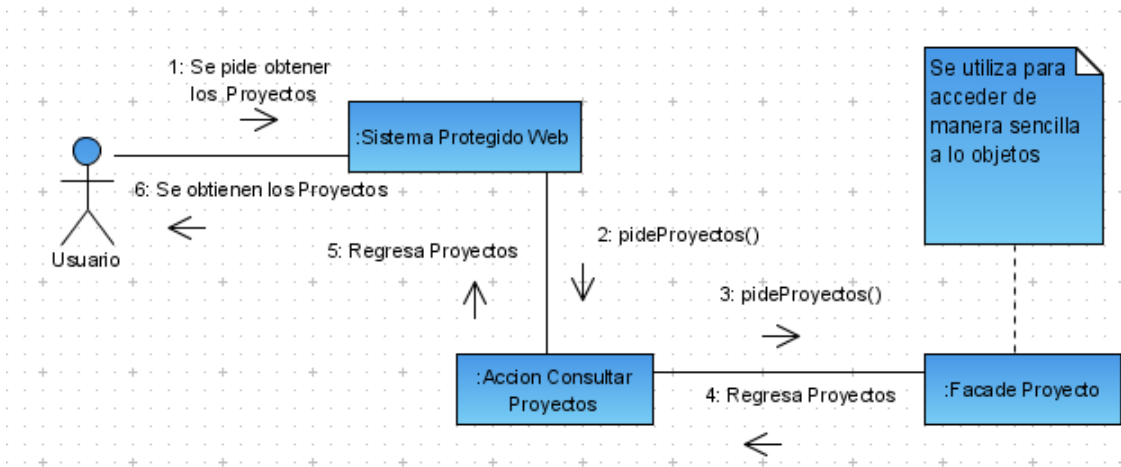 1: Se pide obtener
los Proyectos
:Sistema Protegido Web
Se utiliza para
acceder de
manera sencilla
a lo objetos
6: Se obtienen los Proyectos
Usuario
5: Regresa Proyectos
2: pideProyectos()
3: pideProyectos()
:Accion Consultar
Proyectos
4: Regresa Proyectos
:Facade Proyecto